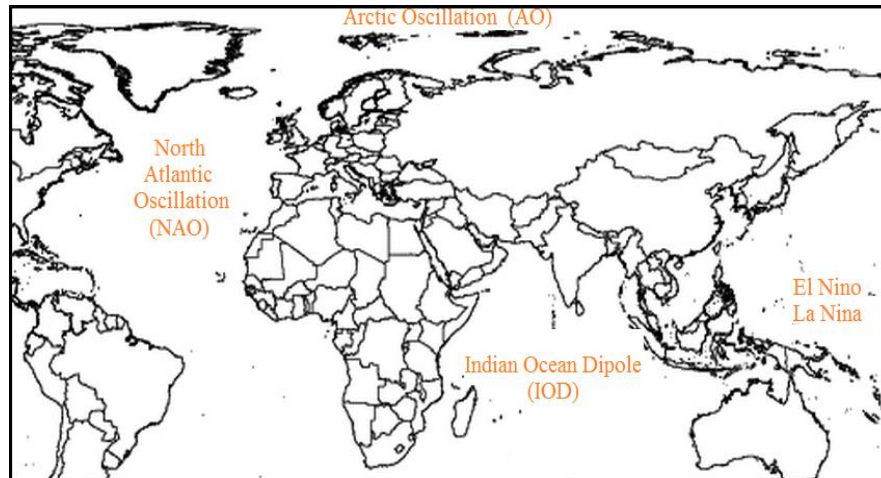 Arctic Oscillation (AO)
North
Atlantic
Oscillation
(NAO)
El Nino
La Nina
Indian Ocean Dipole
(IOD)